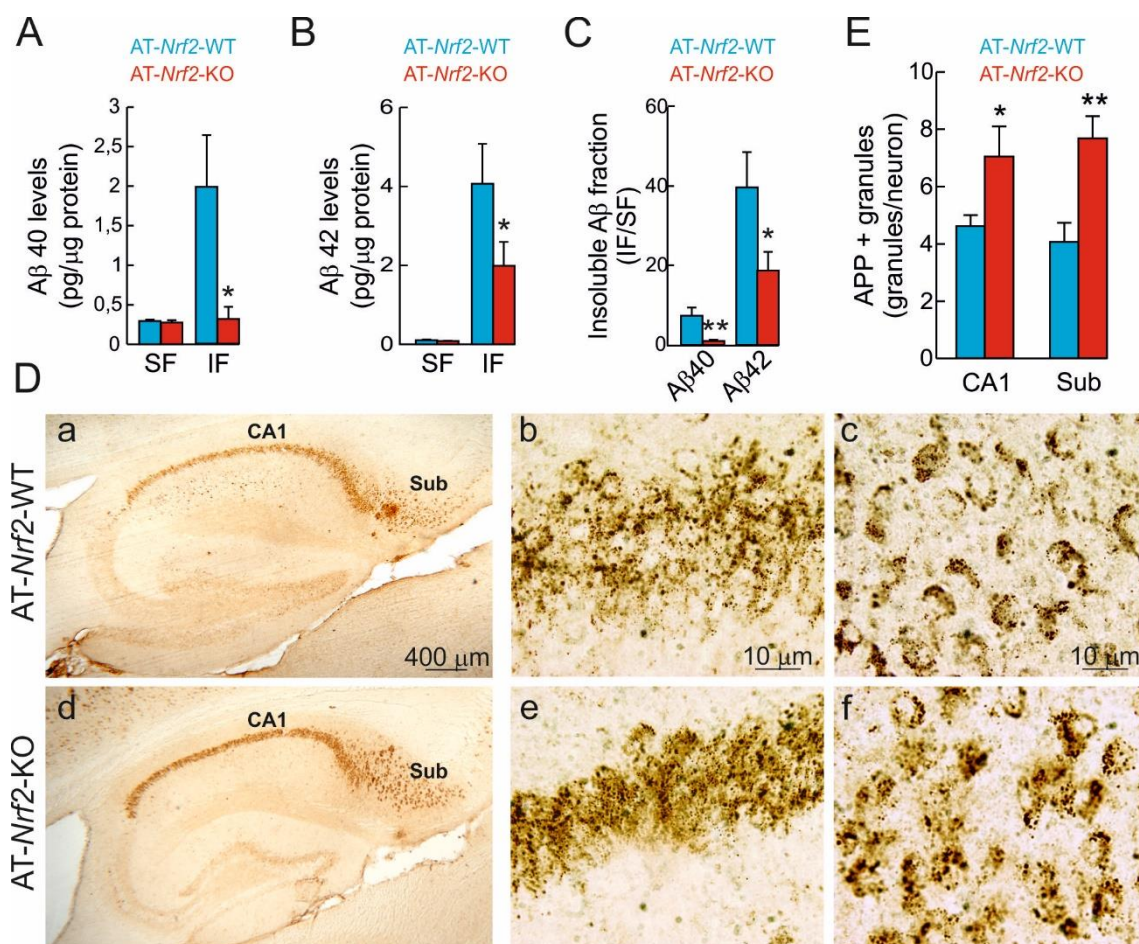 A
AT-Nrf2-WT
AT-Nrf2-KO
Aβ 40 levels
(pg/μg protein)
3
2,5
2
1,5
1
0,5
0
SF IF
*
B
AT-Nrf2-WT
AT-Nrf2-KO
Aβ 42 levels
(pg/μg protein)
6
4
2
0
SF IF
*
C
AT-Nrf2-WT
AT-Nrf2-KO
Insoluble Aβ fraction
(IF/SF)
60
40
20
0
**
*
Aβ40 Aβ42
E
AT-Nrf2-WT
AT-Nrf2-KO
APP + granules
(granules/neuron)
10
8
6
4
2
0
*
**
CA1 Sub
D
AT-Nrf2-WT
a
CA1
Sub
400 μm
b
10 μm
c
10 μm
AT-Nrf2-KO
d
CA1
Sub
e
f